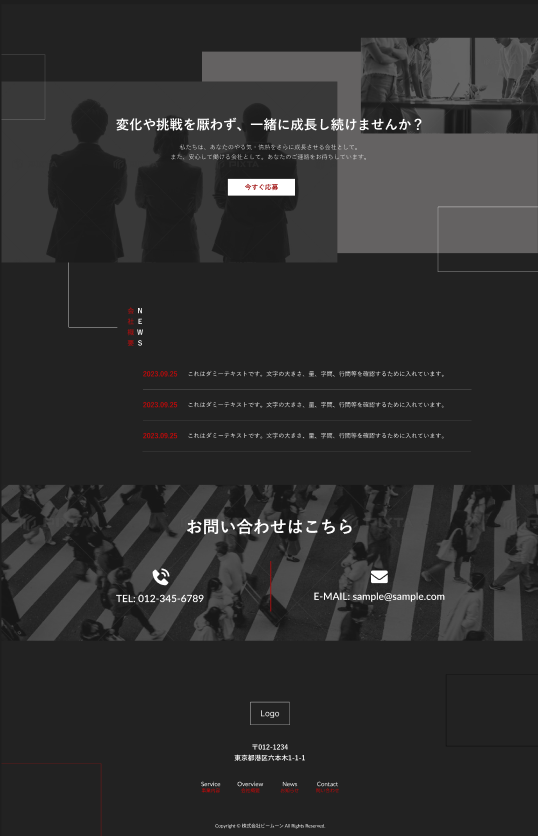 変化や挑戦を厭わず、一緒に成長し続けませんか？
私たちは、あなたのやる気・情熱をさらに成長させる会社として。
また、安心して働ける会社として。あなたのご連絡をお待ちしています。
今すぐ応募
NEWS
2023.09.25 これはダミーテキストです。文字の大きさ、量、字間、行間等を確認するために入れています。
2023.09.25 これはダミーテキストです。文字の大きさ、量、字間、行間等を確認するために入れています。
2023.09.25 これはダミーテキストです。文字の大きさ、量、字間、行間等を確認するために入れています。
お問い合わせはこちら
TEL: 012-345-6789
E-MAIL: sample@sample.com
Logo
〒012-1234
東京都港区六本木1-1-1
Service Overview News Contact
Copyright © 株式会社ビームーン All Rights Reserved.